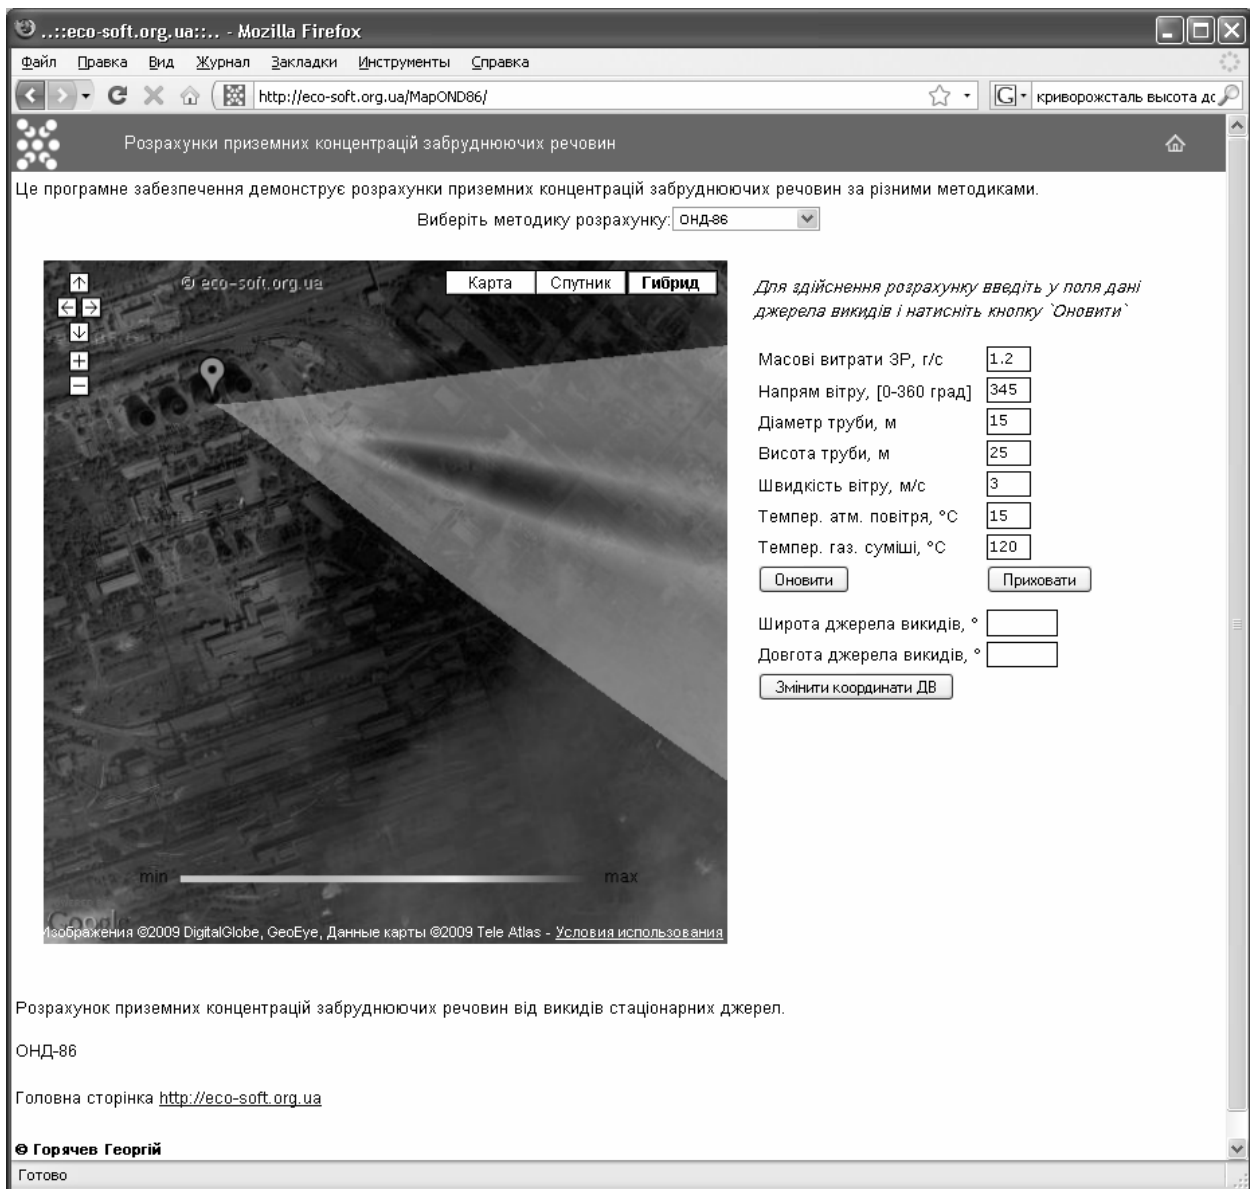 ..::eco-soft.org.ua::.. - Mozilla Firefox
Файл Правка Вид Журнал Закладки Инструменты Справка
http://eco-soft.org.ua/MapOND86/ G криворожсталь высота дс
Розрахунки приземних концентрацій забруднюючих речовин
Це програмне забезпечення демонструє розрахунки приземних концентрацій забруднюючих речовин за різними методиками.
Виберіть методику розрахунку: ОНД-86
© eco-soft.org.ua Карта Спутник Гибрид
Для здійснення розрахунку введіть у поля дані
джерела викидів і натисніть кнопку `Оновити`
Масові витрати ЗР, г/с 1.2
Напрям вітру, [0-360 град] 345
Діаметр труби, м 15
Висота труби, м 25
Швидкість вітру, м/с 3
Темпер. атм. повітря, °C 15
Темпер. газ. суміші, °C 120
Оновити Приховати
Широта джерела викидів, °
Довгота джерела викидів, °
Змінити координати ДВ
min max
Google
Изображения ©2009 DigitalGlobe, GeoEye, Данные карты ©2009 Tele Atlas - Условия использования
Розрахунок приземних концентрацій забруднюючих речовин від викидів стаціонарних джерел.
ОНД-86
Головна сторінка http://eco-soft.org.ua
© Горячев Георгій
Готово